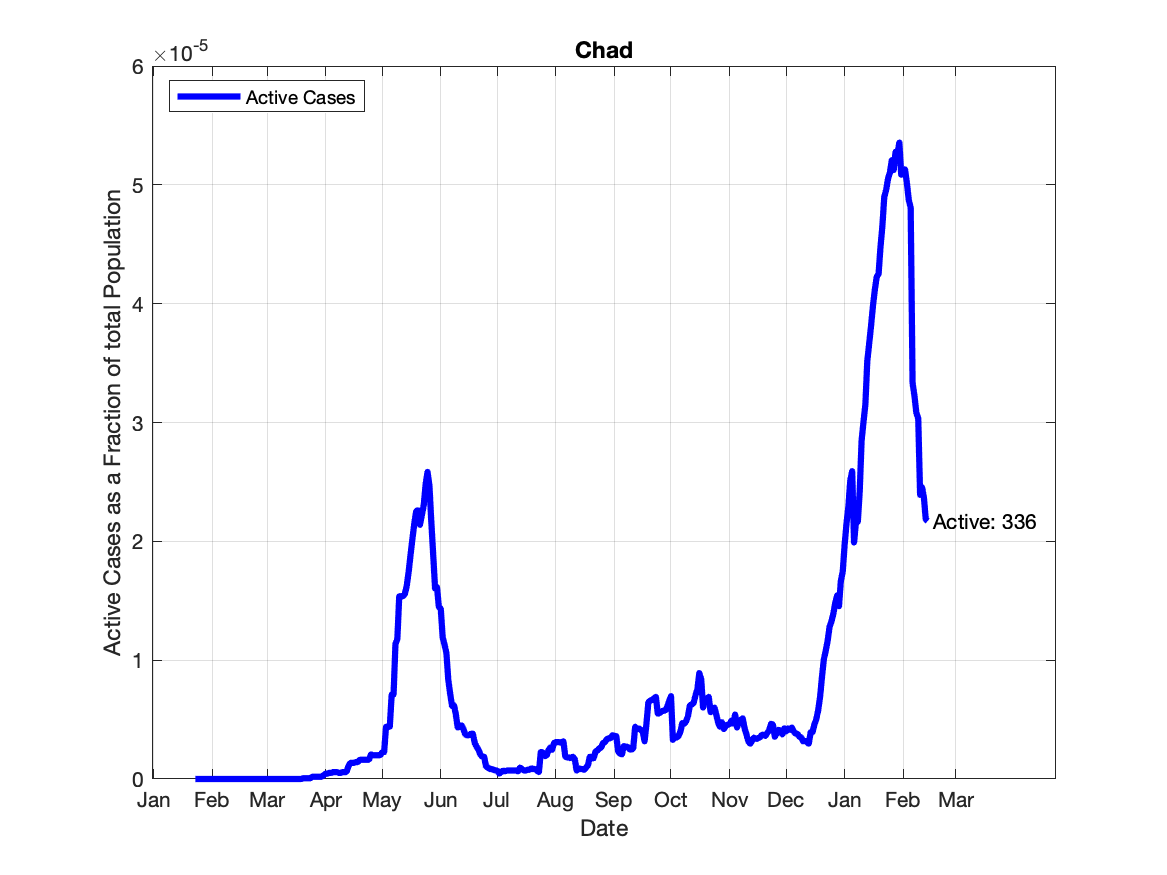 Chad
×10-5
Active Cases
Active Cases as a Fraction of total Population
6
5
4
3
2
1
0
Active: 336
Jan Feb Mar Apr May Jun Jul Aug Sep Oct Nov Dec Jan Feb Mar
Date